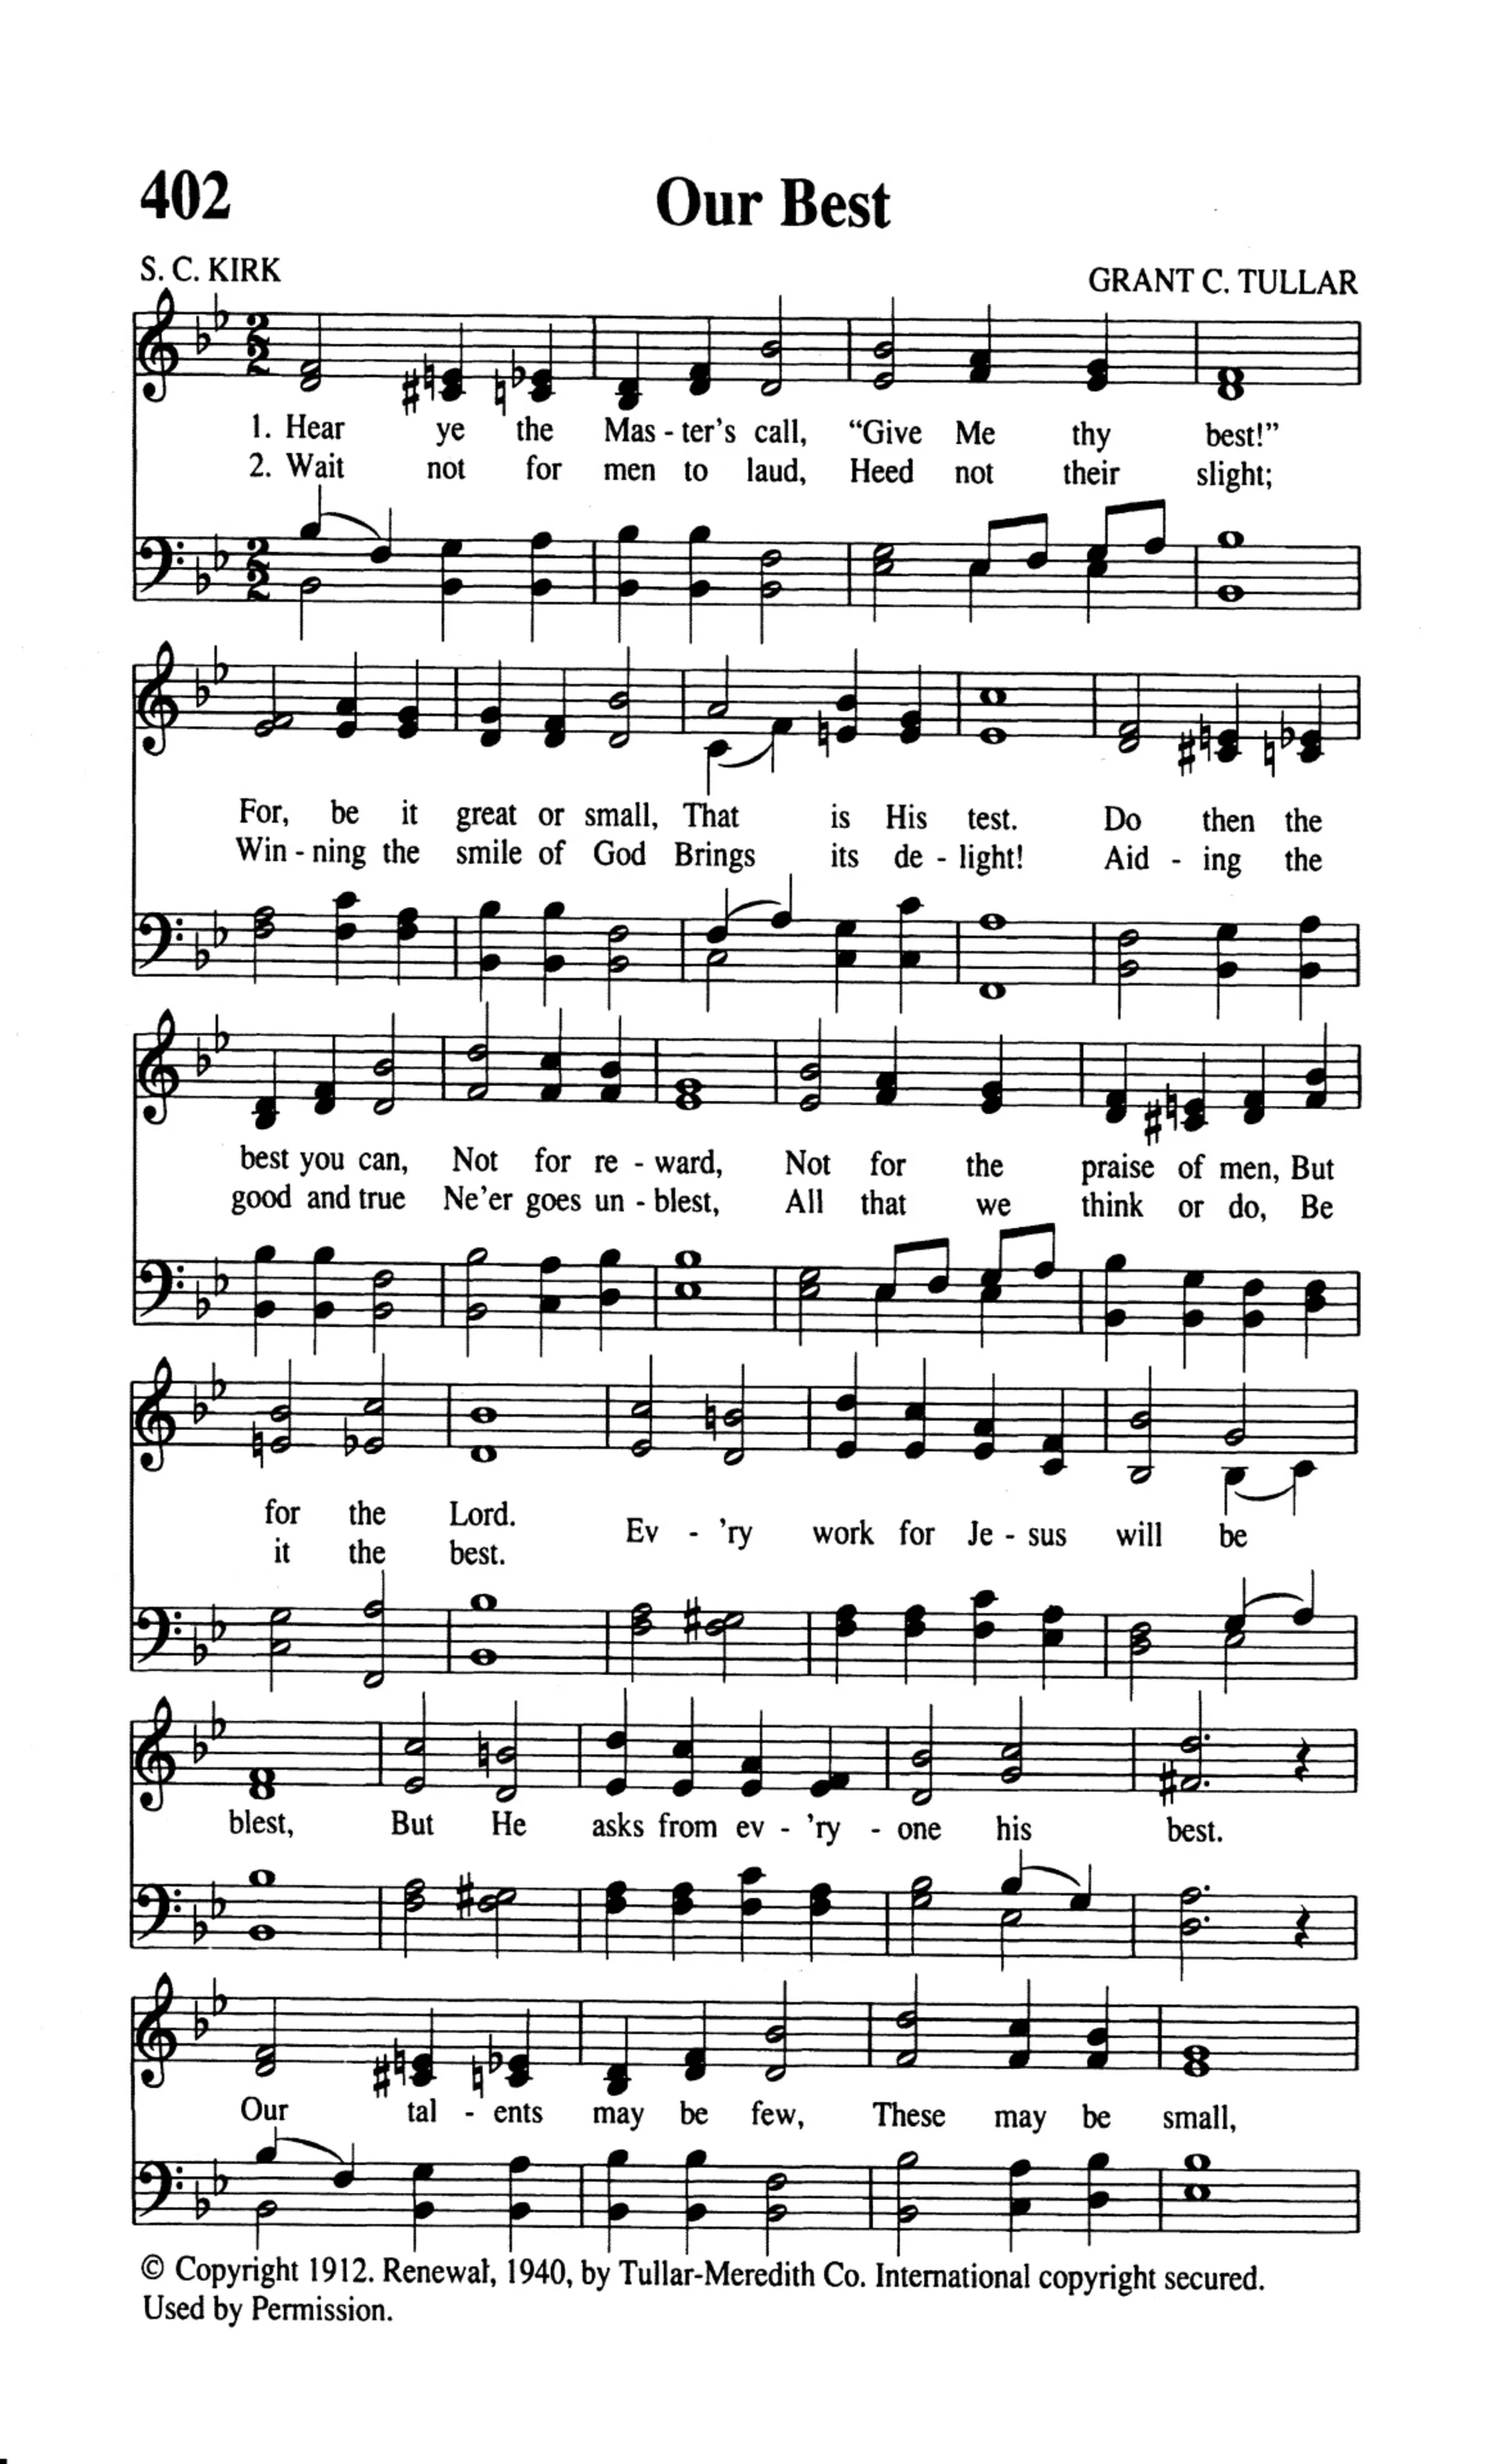 402
Our Best
S. C. KIRK
GRANT C. TULLAR
1. Hear ye the Mas - ter's call, “Give Me thy best!”
2. Wait not for men to laud, Heed not their slight;
For, be it great or small, That is His test. Do then the
Win - ning the smile of God Brings its de - light! Aid - ing the
best you can, Not for re - ward, Not for the praise of men, But
good and true Ne'er goes un - blest, All that we think or do, Be
for the Lord.
it the best.
Ev - 'ry work for Je - sus will be
blest, But He asks from ev - 'ry - one his best.
Our tal - ents may be few, These may be small,
© Copyright 1912. Renewal, 1940, by Tullar-Meredith Co. International copyright secured.
Used by Permission.